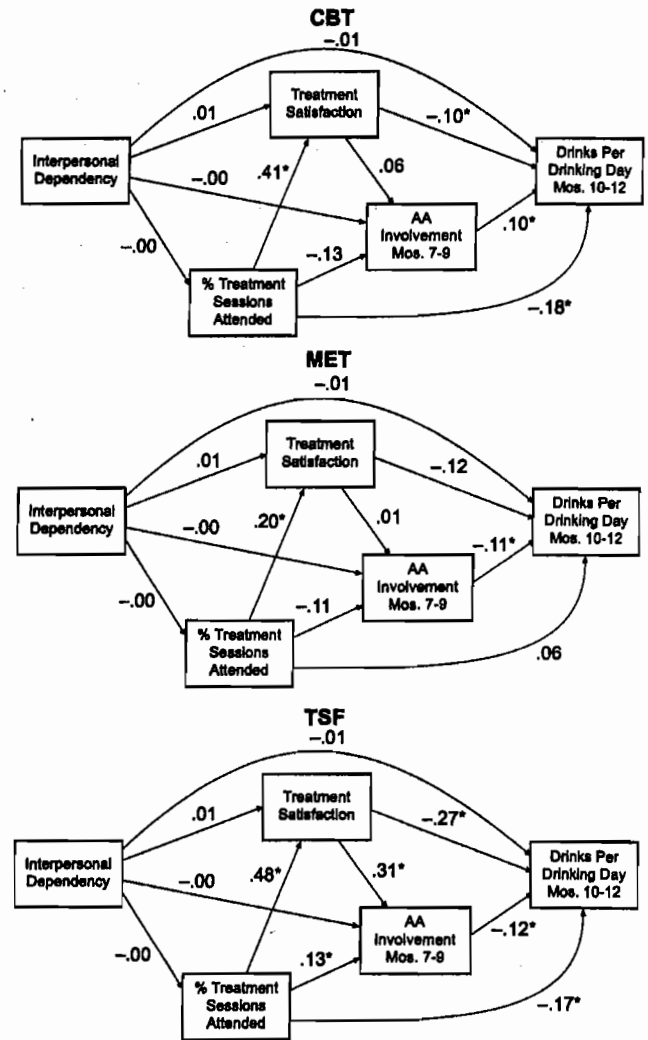 CBT
−.01
Treatment
Satisfaction
.01
−.10*
Interpersonal
Dependency
Drinks Per
Drinking Day
Mos. 10-12
.41*
.06
−.00
AA
Involvement
Mos. 7-9
.10*
−.00
−.13
% Treatment
Sessions
Attended
−.18*
MET
−.01
Treatment
Satisfaction
.01
−.12
Interpersonal
Dependency
Drinks Per
Drinking Day
Mos. 10-12
.20*
.01
−.00
AA
Involvement
Mos. 7-9
−.11*
−.00
−.11
% Treatment
Sessions
Attended
.06
TSF
−.01
Treatment
Satisfaction
.01
−.27*
Interpersonal
Dependency
Drinks Per
Drinking Day
Mos. 10-12
.48*
.31*
−.00
AA
Involvement
Mos. 7-9
−.12*
−.00
.13*
% Treatment
Sessions
Attended
−.17*